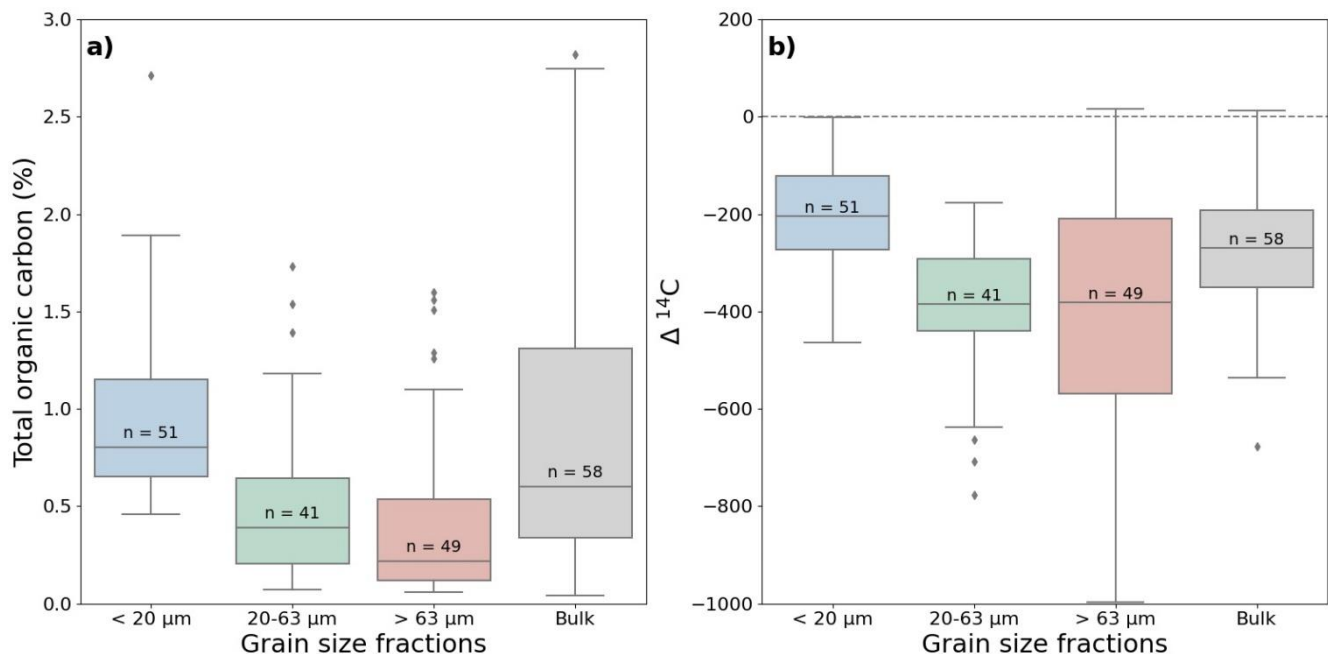 a)
Total organic carbon (%)
3.0
2.5
2.0
1.5
1.0
0.5
0.0
n = 51
n = 41
n = 49
n = 58
< 20 µm
20-63 µm
> 63 µm
Bulk
Grain size fractions
b)
Δ ¹⁴C
200
0
−200
−400
−600
−800
−1000
n = 51
n = 41
n = 49
n = 58
< 20 µm
20-63 µm
> 63 µm
Bulk
Grain size fractions